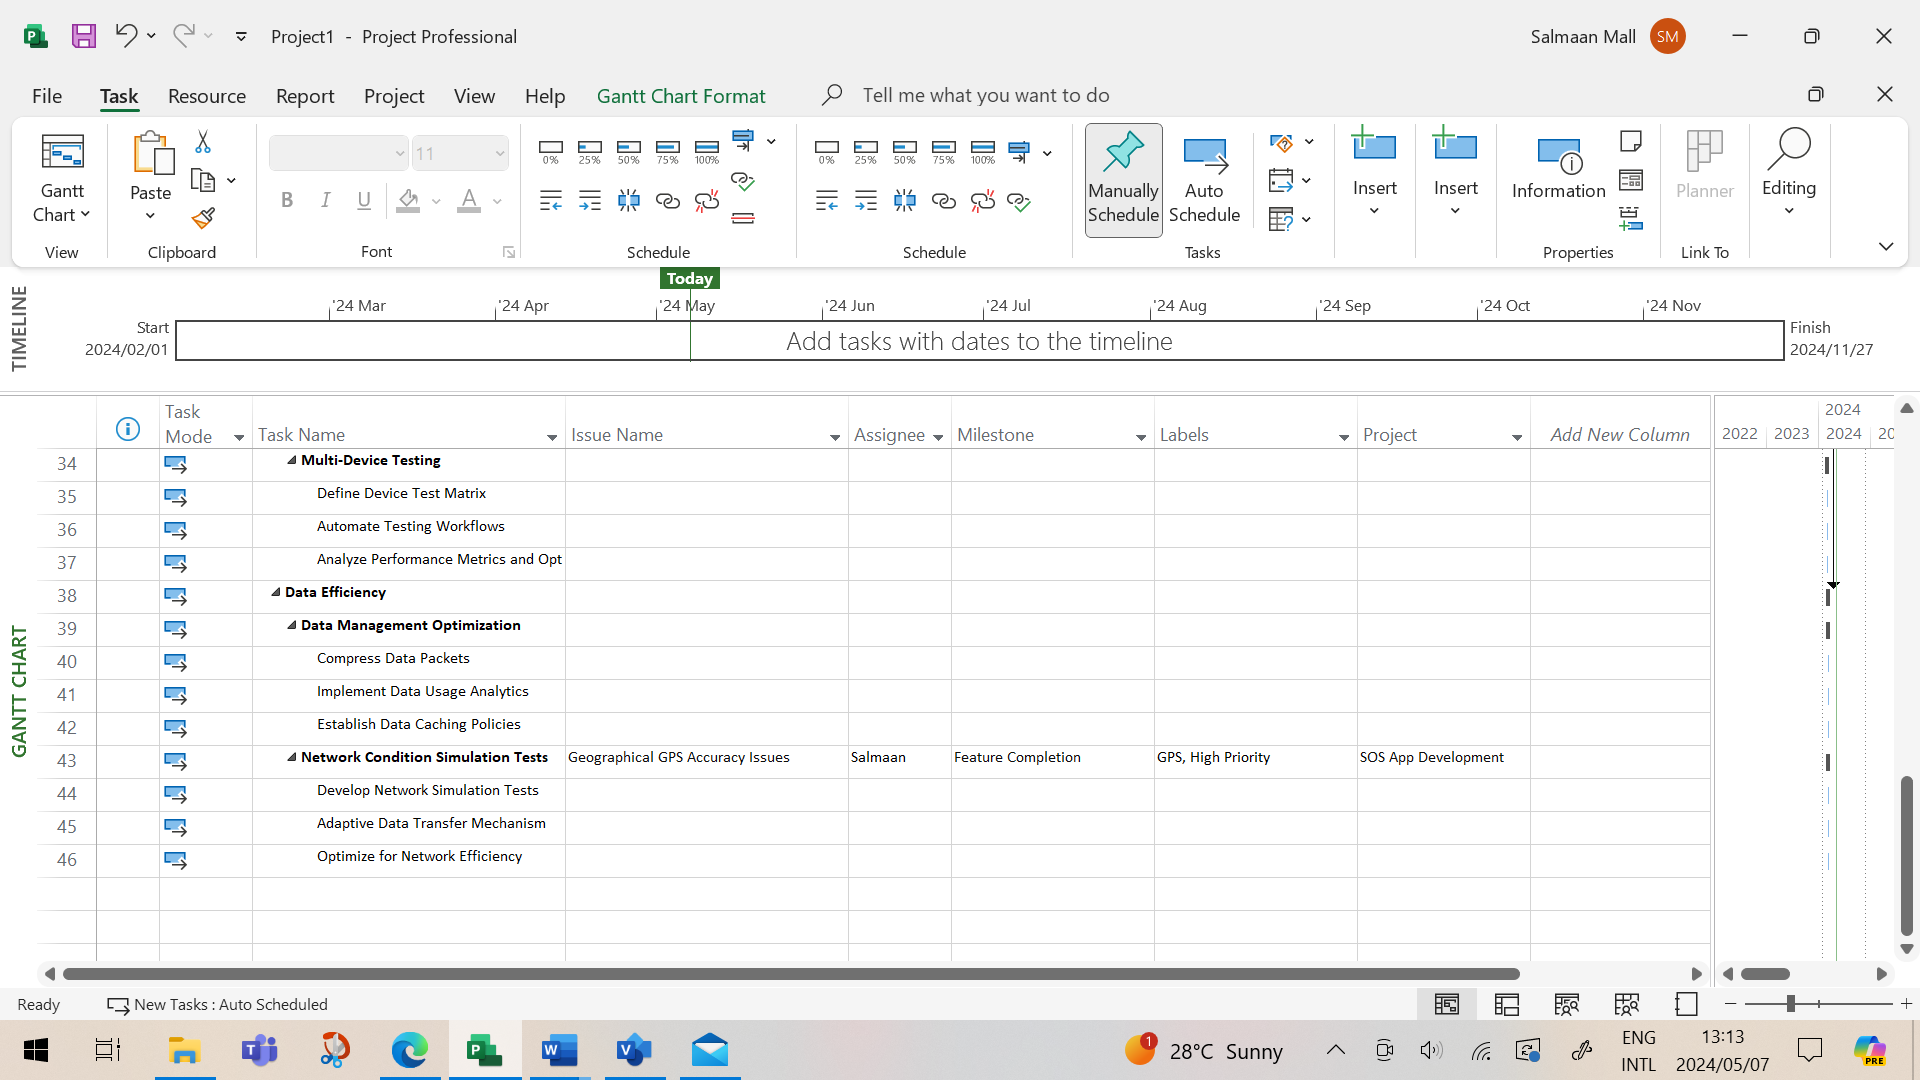 Project1 - Project Professional
Salmaan Mall
SM
File
Task
Resource
Report
Project
View
Help
Gantt Chart Format
Tell me what you want to do
Gantt
Chart
View
Paste
Clipboard
11
B I U
A
Font
0% 25% 50% 75% 100%
Schedule
0% 25% 50% 75% 100%
Schedule
Manually
Schedule
Auto
Schedule
Tasks
Insert
Insert
Information
Properties
Planner
Link To
Editing
TIMELINE
Today
'24 Mar
'24 Apr
'24 May
'24 Jun
'24 Jul
'24 Aug
'24 Sep
'24 Oct
'24 Nov
Start
2024/02/01
Add tasks with dates to the timeline
Finish
2024/11/27
GANTT CHART
Task
Mode
Task Name
Issue Name
Assignee
Milestone
Labels
Project
Add New Column
2024
2022 2023 2024 20
34 Multi-Device Testing
35 Define Device Test Matrix
36 Automate Testing Workflows
37 Analyze Performance Metrics and Opt
38 Data Efficiency
39 Data Management Optimization
40 Compress Data Packets
41 Implement Data Usage Analytics
42 Establish Data Caching Policies
43 Network Condition Simulation Tests Geographical GPS Accuracy Issues Salmaan Feature Completion GPS, High Priority SOS App Development
44 Develop Network Simulation Tests
45 Adaptive Data Transfer Mechanism
46 Optimize for Network Efficiency
Ready
New Tasks : Auto Scheduled
1
28°C Sunny
ENG
INTL
13:13
2024/05/07
PRE